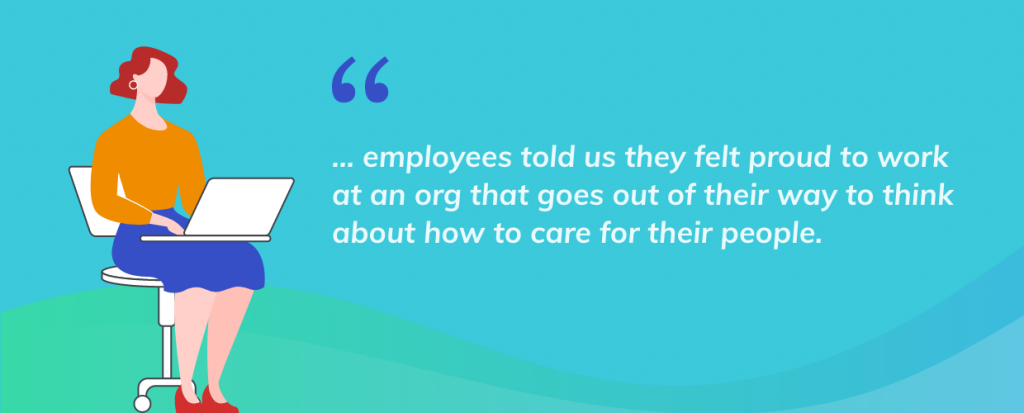 “
... employees told us they felt proud to work
at an org that goes out of their way to think
about how to care for their people.